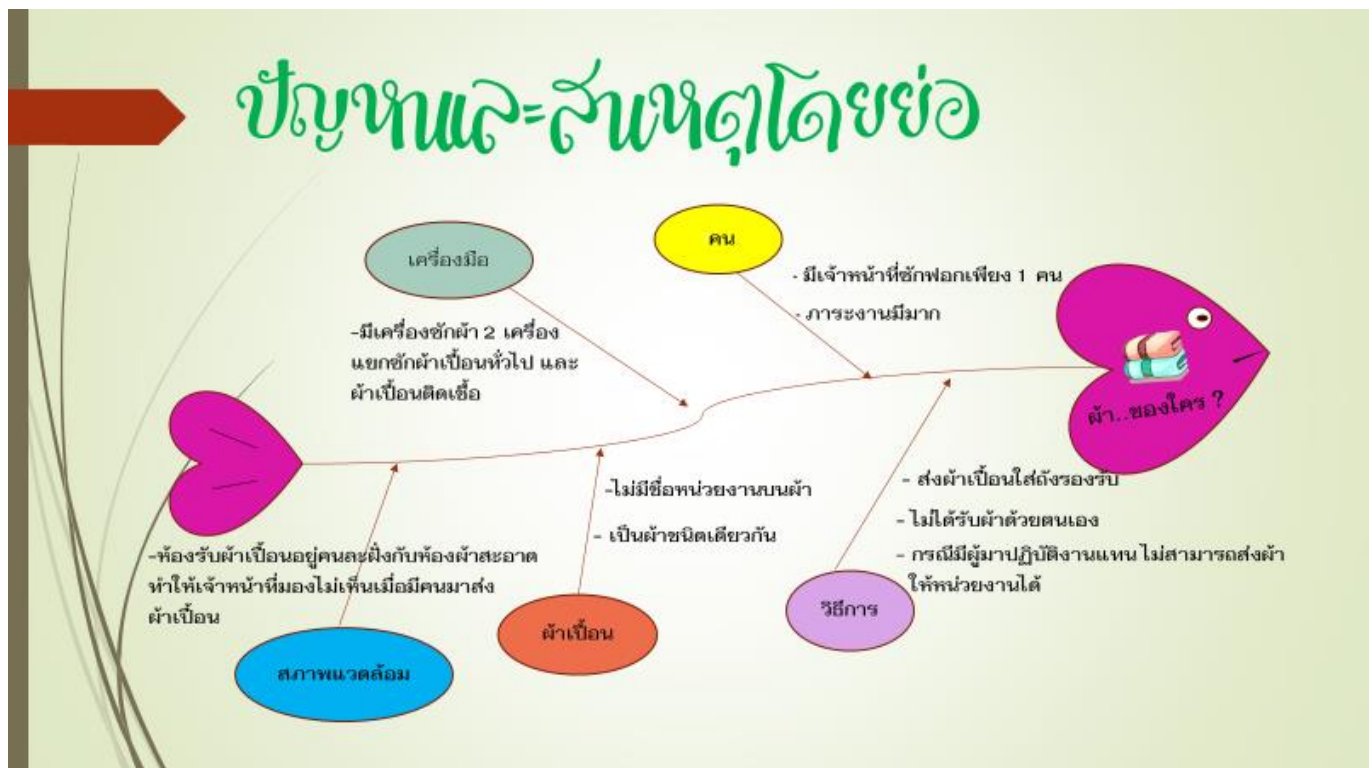 ปัญหาและสาเหตุโดยย่อ
เครื่องมือ
-มีเครื่องซักผ้า 2 เครื่อง
แยกซักผ้าเปื้อนทั่วไป และ
ผ้าเปื้อนติดเชื้อ
คน
- มีเจ้าหน้าที่ซักฟอกเพียง 1 คน
- ภาระงานมีมาก
ผ้า..ของใคร ?
-ห้องรับผ้าเปื้อนอยู่คนละฝั่งกับห้องผ้าสะอาด
ทำให้เจ้าหน้าที่มองไม่เห็นเมื่อมีคนมาส่ง
ผ้าเปื้อน
สภาพแวดล้อม
-ไม่มีชื่อหน่วยงานบนผ้า
- เป็นผ้าชนิดเดียวกัน
ผ้าเปื้อน
- ส่งผ้าเปื้อนใส่ถังรองรับ
- ไม่ได้รับผ้าด้วยตนเอง
- กรณีมีผู้มาปฏิบัติงานแทน ไม่สามารถส่งผ้า
ให้หน่วยงานได้
วิธีการ